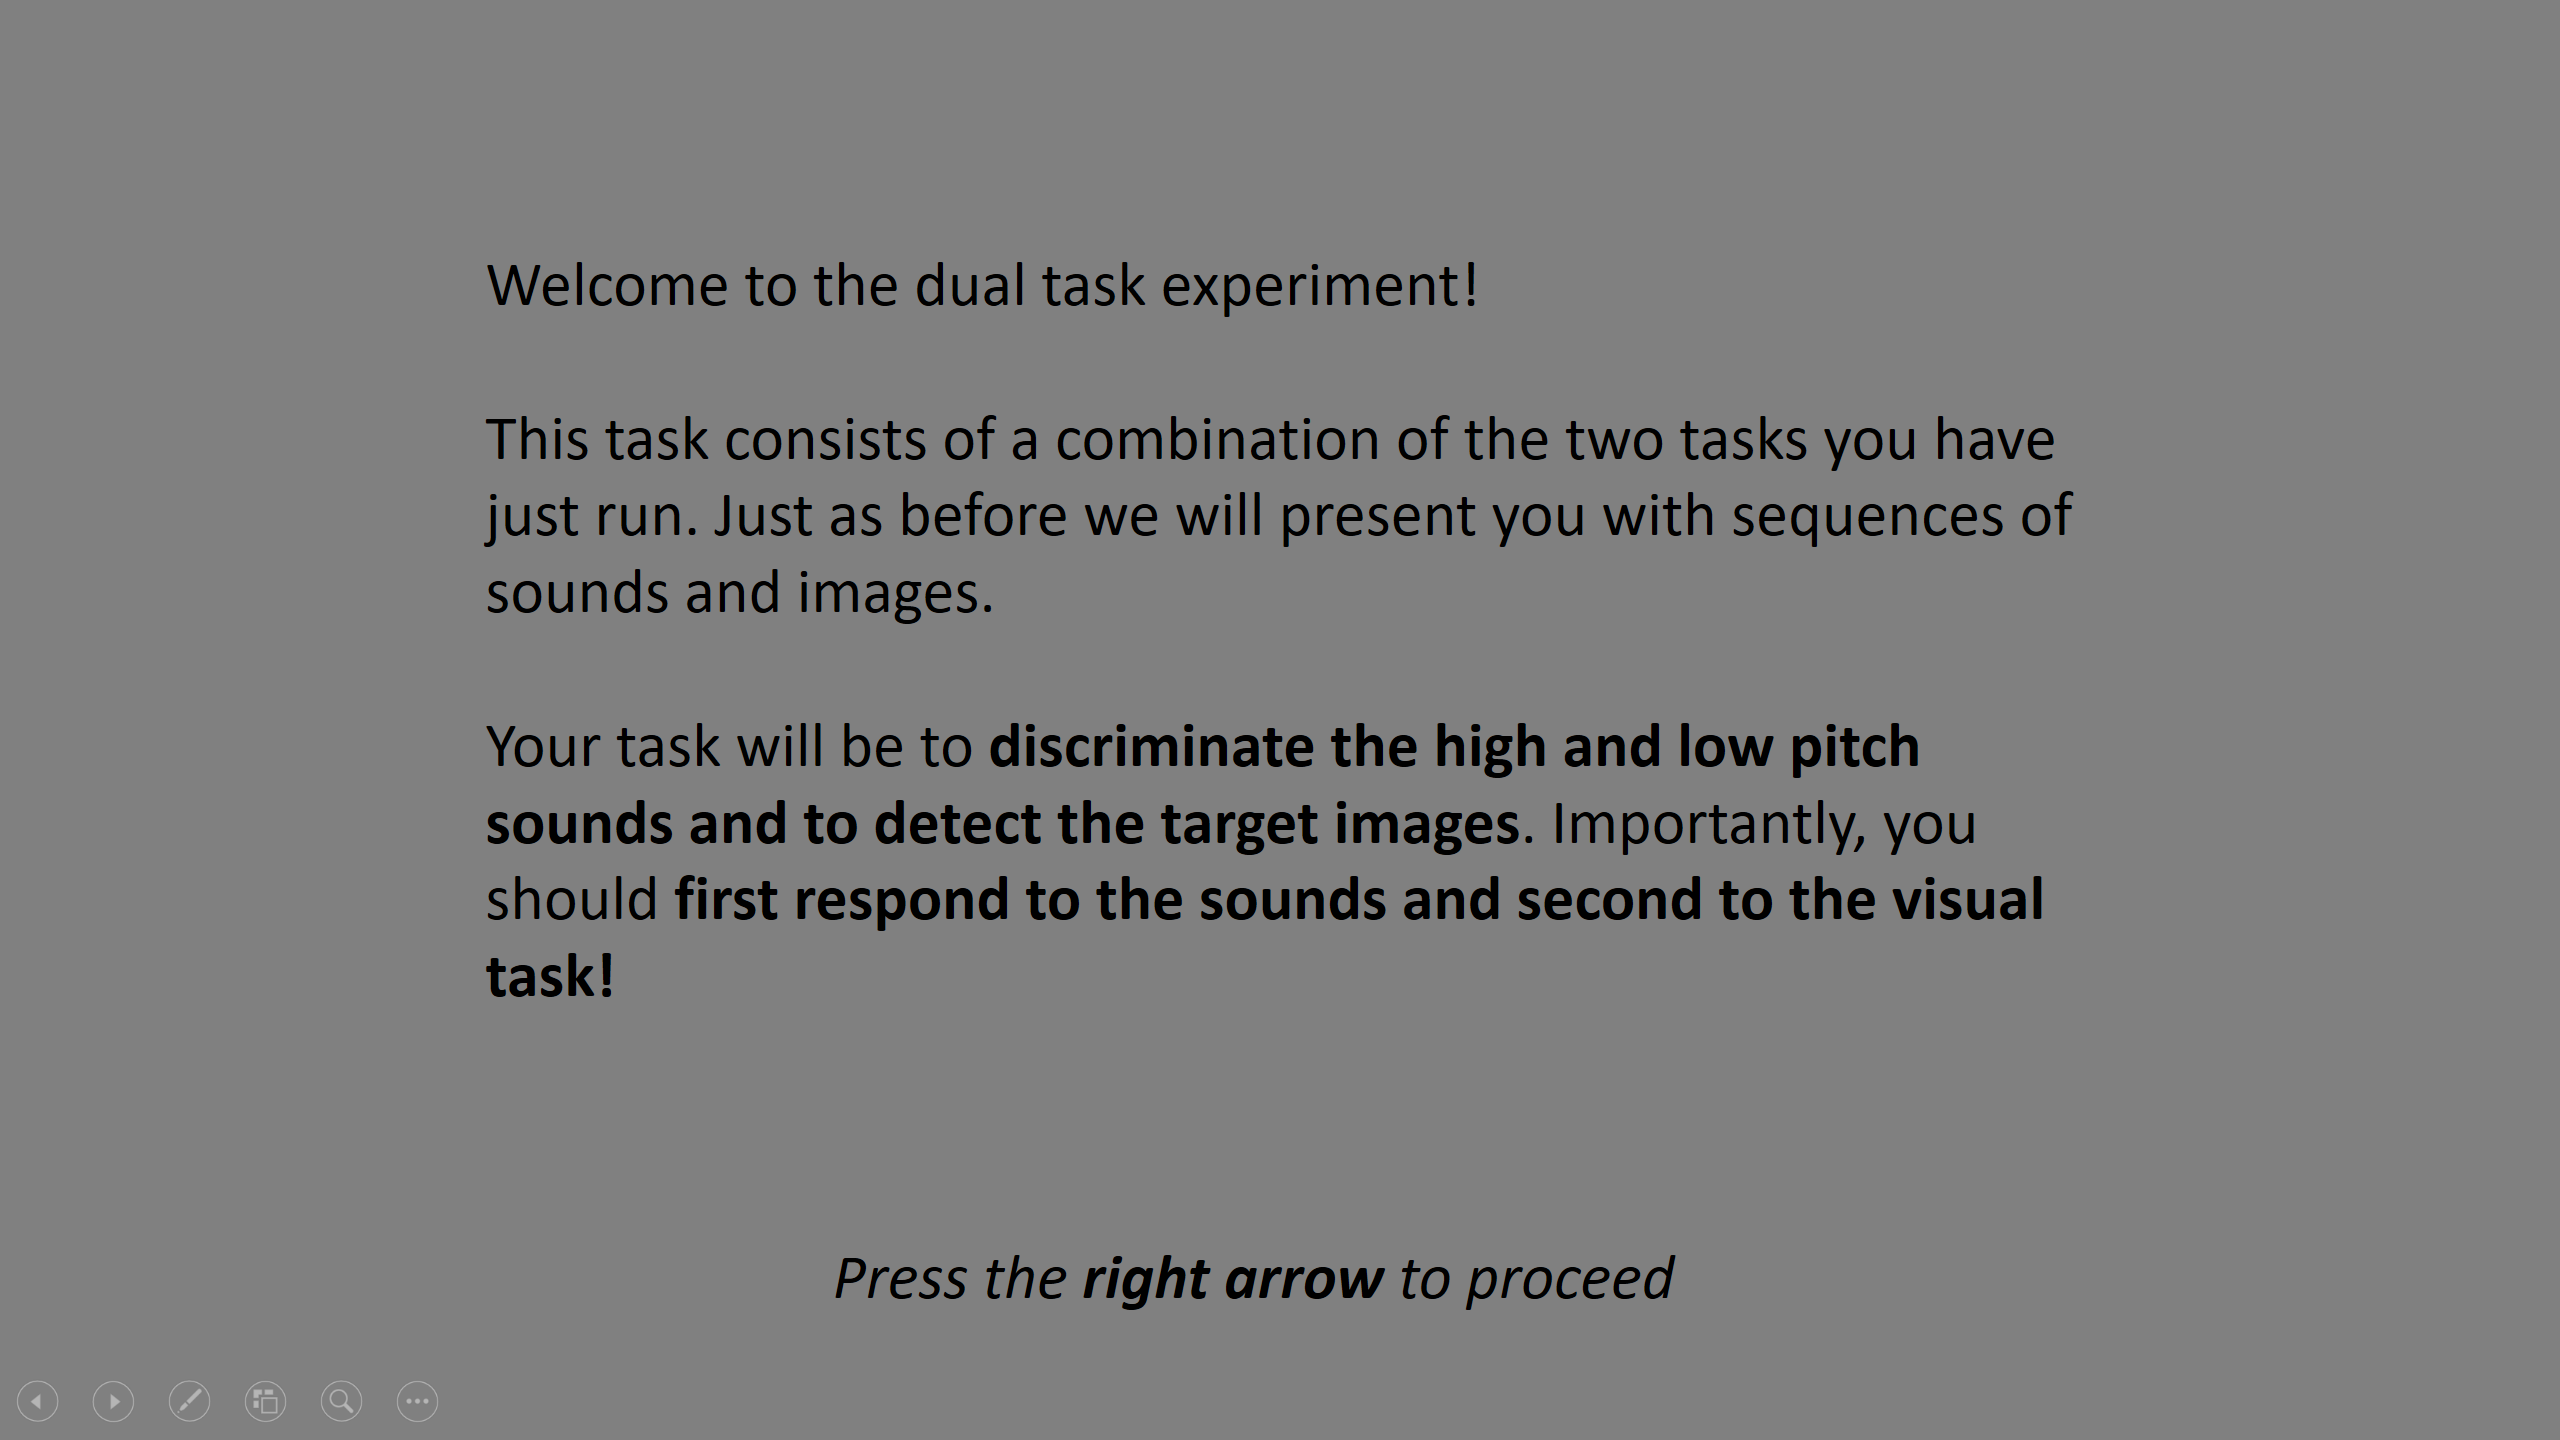 Welcome to the dual task experiment!
This task consists of a combination of the two tasks you have
just run. Just as before we will present you with sequences of
sounds and images.
Your task will be to discriminate the high and low pitch
sounds and to detect the target images. Importantly, you
should first respond to the sounds and second to the visual
task!
Press the right arrow to proceed